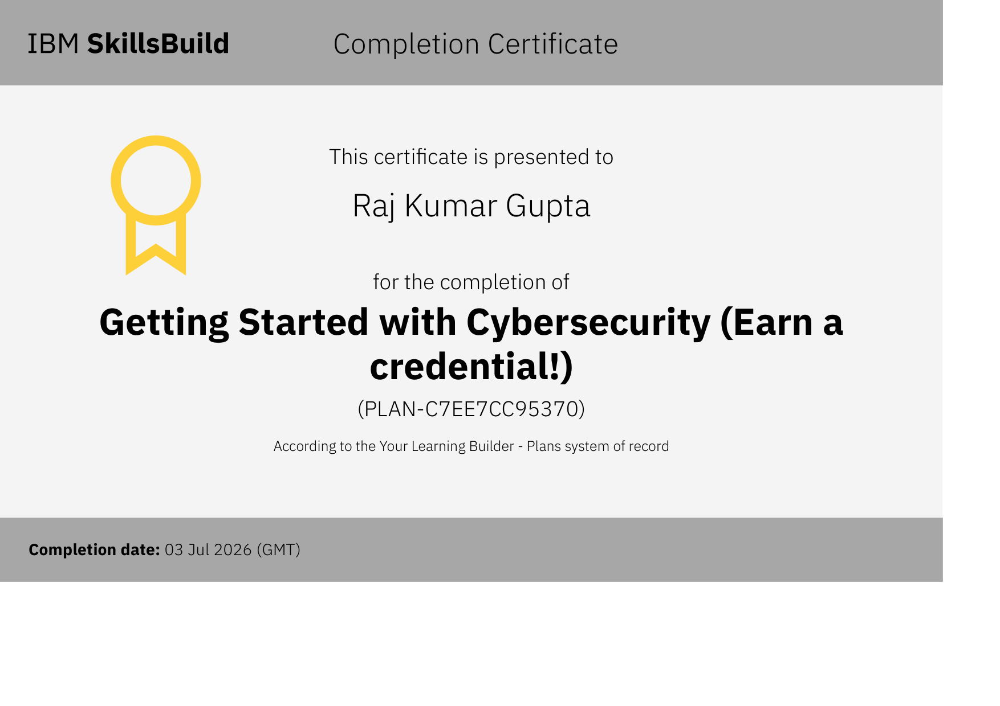 IBM SkillsBuild
Completion Certificate
This certificate is presented to
Raj Kumar Gupta
for the completion of
Getting Started with Cybersecurity (Earn a
credential!)
(PLAN-C7EE7CC95370)
According to the Your Learning Builder - Plans system of record
Completion date: 03 Jul 2026 (GMT)